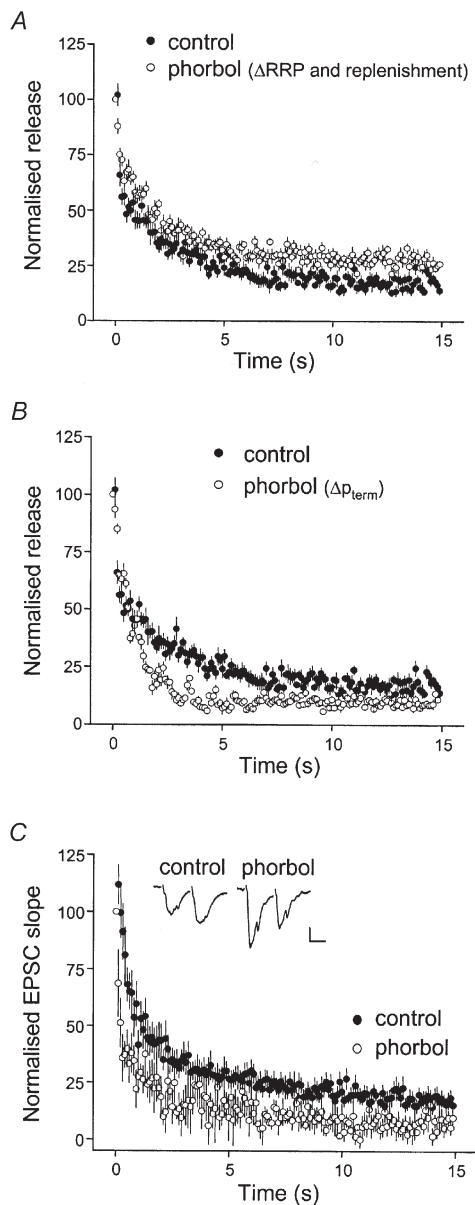 A
125
100
75
50
25
0
Normalised release
control
phorbol (ΔRRP and replenishment)
0 5 10 15
Time (s)
B
125
100
75
50
25
0
Normalised release
control
phorbol (Δpterm)
0 5 10 15
Time (s)
C
125
100
75
50
25
0
Normalised EPSC slope
control phorbol
control
phorbol
0 5 10 15
Time (s)